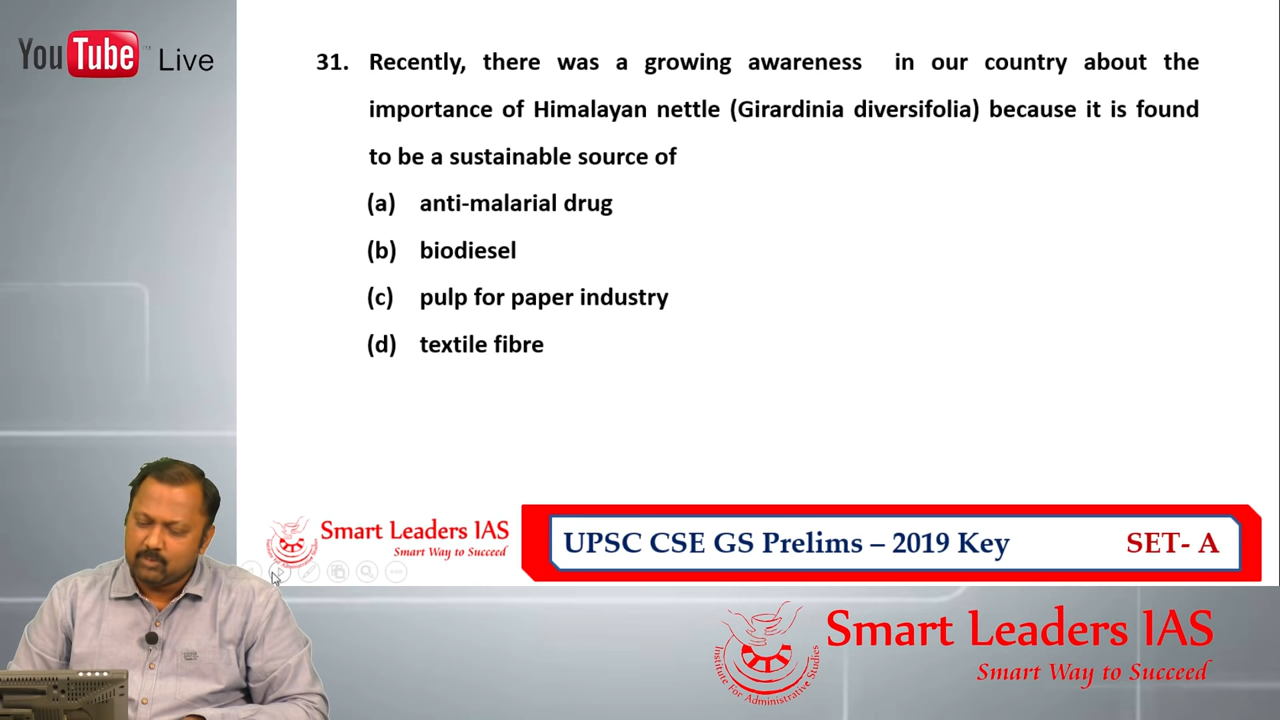 YouTube Live
31. Recently, there was a growing awareness in our country about the
importance of Himalayan nettle (Girardinia diversifolia) because it is found
to be a sustainable source of
(a) anti-malarial drug
(b) biodiesel
(c) pulp for paper industry
(d) textile fibre
Smart Leaders IAS
Smart Way to Succeed
UPSC CSE GS Prelims – 2019 Key SET- A
Institute For Administrative Studies
Smart Leaders IAS
Smart Way to Succeed